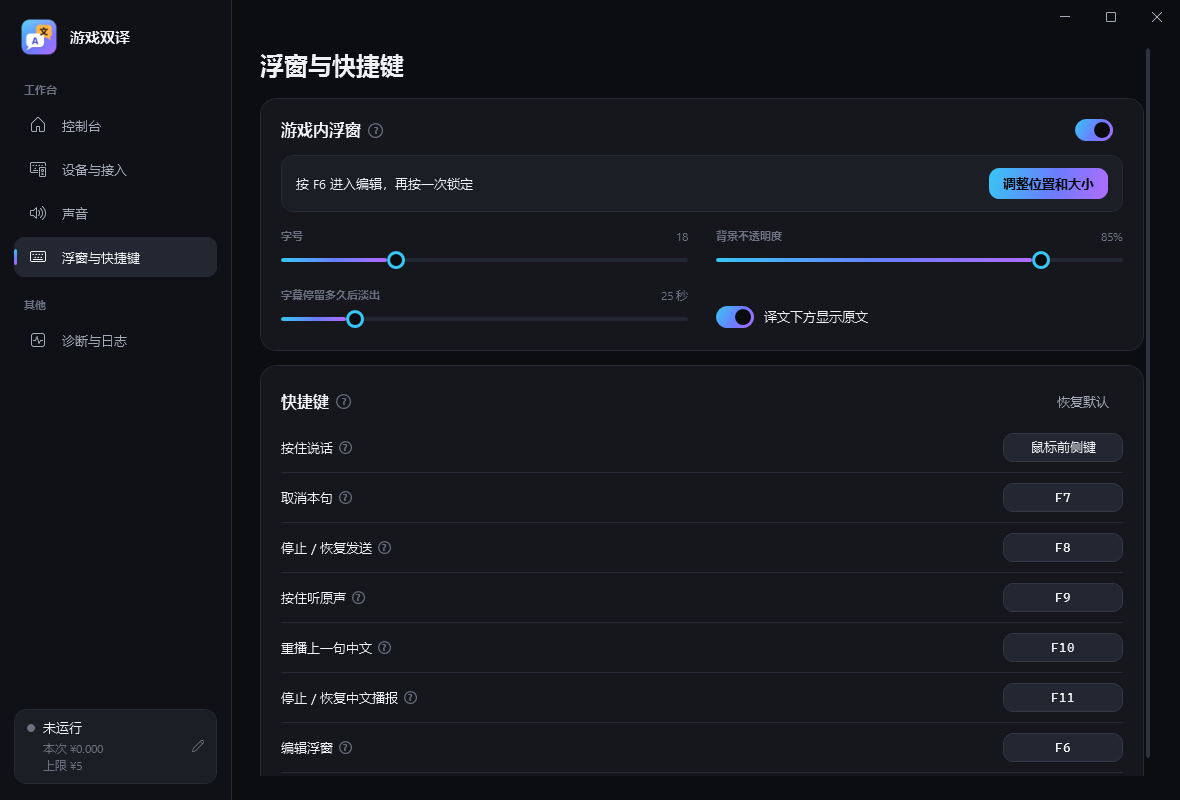 游戏双译
工作台
控制台
设备与接入
声音
浮窗与快捷键
其他
诊断与日志
未运行
本次 ¥0.000
上限 ¥5
浮窗与快捷键
游戏内浮窗 ?
按 F6 进入编辑，再按一次锁定
调整位置和大小
字号 18
背景不透明度 85%
字幕停留多久后淡出 25 秒
译文下方显示原文
快捷键 ? 恢复默认
按住说话 ? 鼠标前侧键
取消本句 ? F7
停止 / 恢复发送 ? F8
按住听原声 ? F9
重播上一句中文 ? F10
停止 / 恢复中文播报 ? F11
编辑浮窗 ? F6